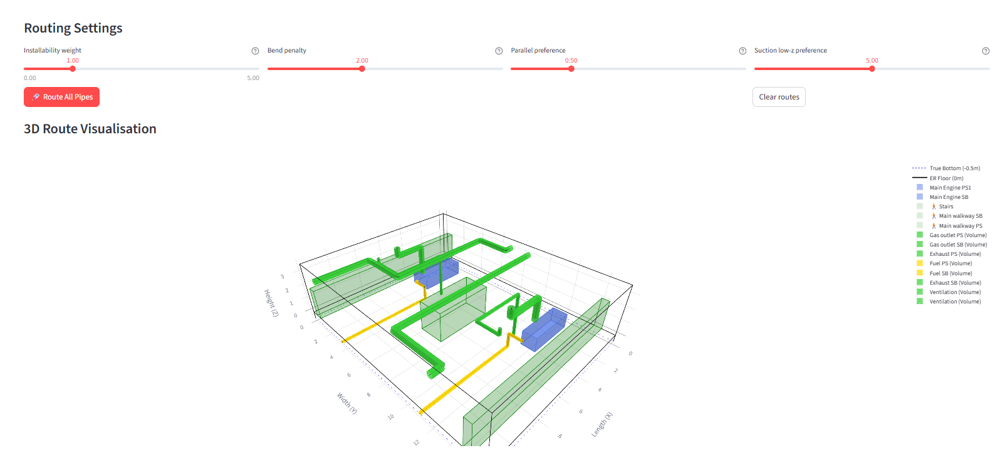 Routing Settings
Installability weight
Bend penalty
Parallel preference
Suction low-z preference
1.00
2.00
0.50
5.00
0.00
5.00
Route All Pipes
Clear routes
3D Route Visualisation
True Bottom (-0.5m)
ER Floor (0m)
Main Engine PS1
Main Engine SB
Stairs
Main walkway SB
Main walkway PS
Gas outlet PS (Volume)
Gas outlet SB (Volume)
Exhaust PS (Volume)
Fuel PS (Volume)
Fuel SB (Volume)
Exhaust SB (Volume)
Ventilation (Volume)
Ventilation (Volume)
3
2
1
0
Height (Z)
0
2
4
6
8
10
12
Width (Y)
0
2
4
6
8
Length (X)